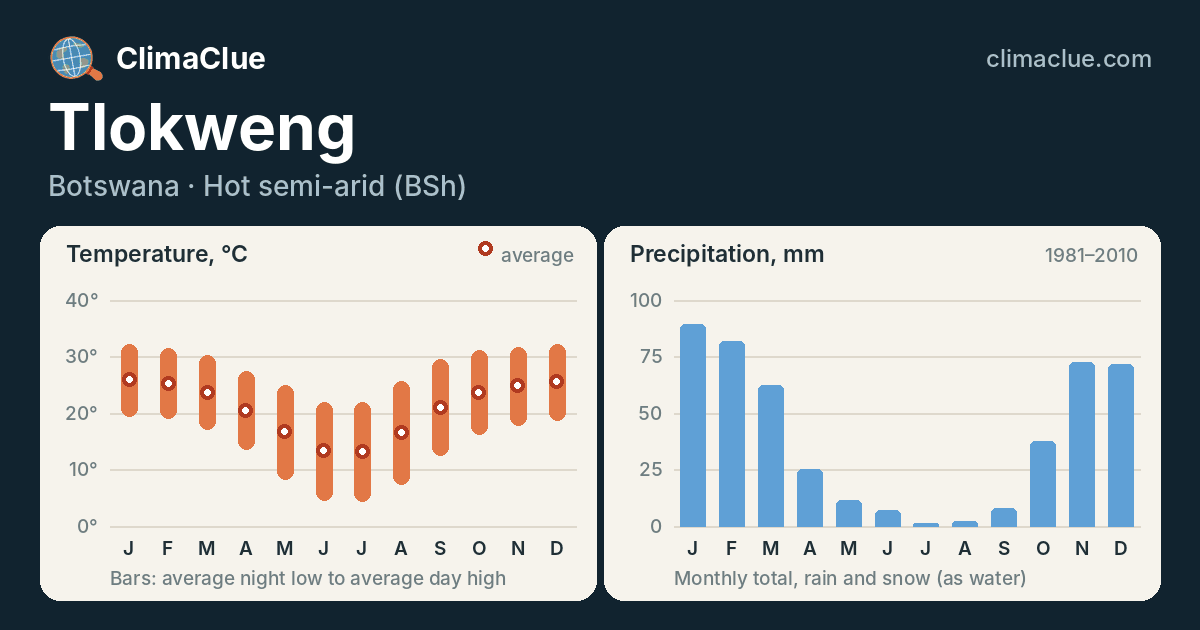 ClimaClue
climaclue.com
Tlokweng
Botswana · Hot semi-arid (BSh)
Temperature, °C
average
40°
30°
20°
10°
0°
J F M A M J J A S O N D
Bars: average night low to average day high
Precipitation, mm
1981–2010
100
75
50
25
0
J F M A M J J A S O N D
Monthly total, rain and snow (as water)